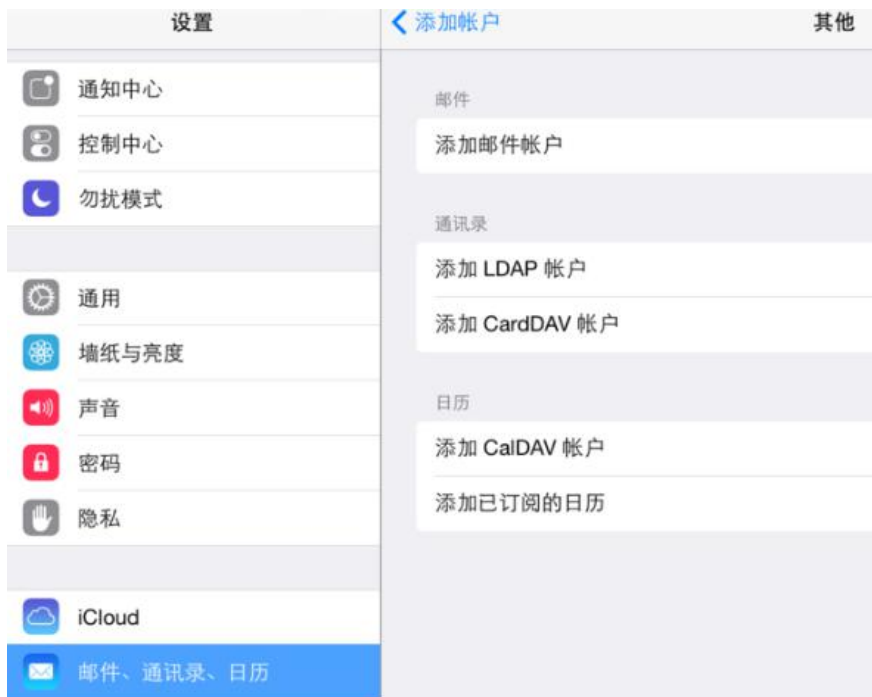 设置
通知中心
控制中心
勿扰模式
通用
墙纸与亮度
声音
密码
隐私
iCloud
邮件、通讯录、日历
添加帐户
其他
邮件
添加邮件帐户
通讯录
添加 LDAP 帐户
添加 CardDAV 帐户
日历
添加 CalDAV 帐户
添加已订阅的日历